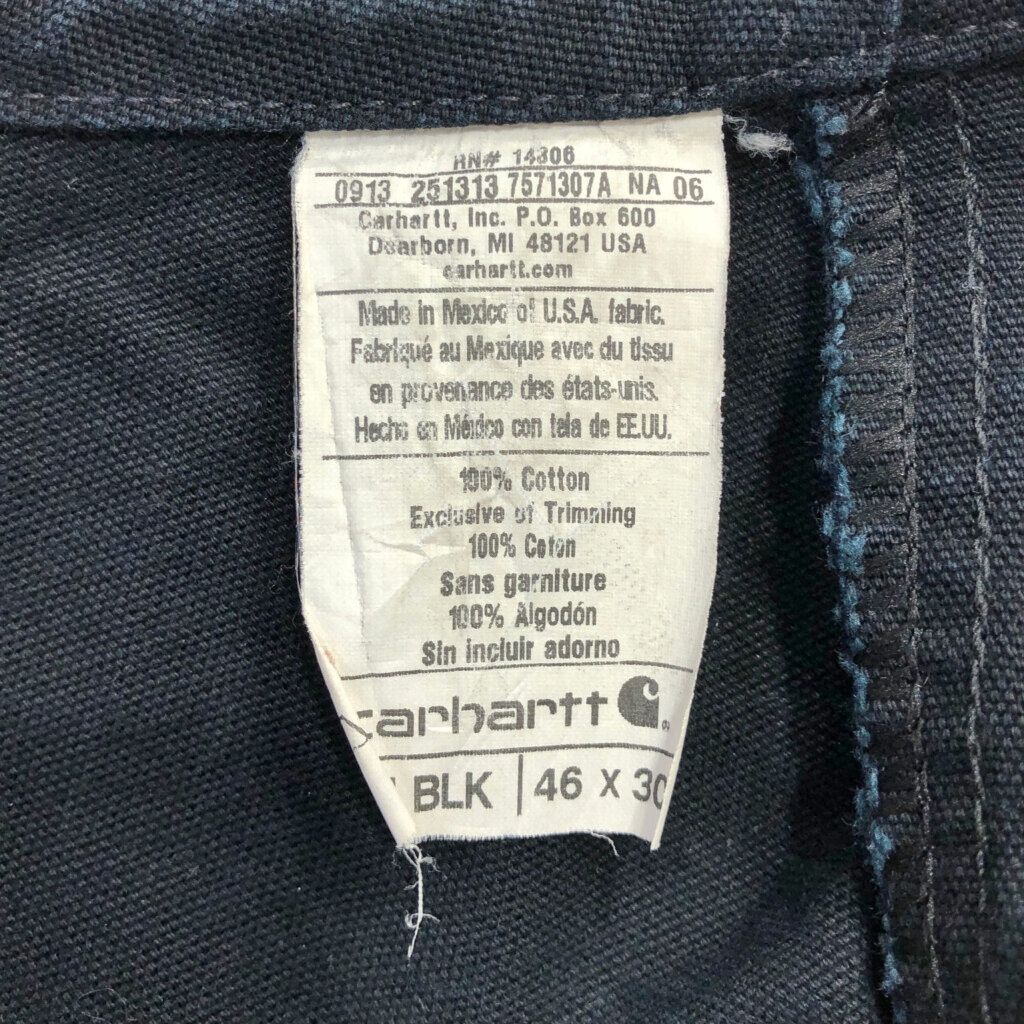 RN# 14806
0913 251313 7571307A NA 06
Carhartt, Inc. P.O. Box 600
Dearborn, MI 48121 USA
carhartt.com
Made in Mexico of U.S.A. fabric.
Fabriqué au Mexique avec du tissu
en provenance des états-unis.
Hecho en México con tela de EE.UU.
100% Cotton
Exclusive of Trimming
100% Coton
Sans garniture
100% Algodón
Sin incluir adorno
carhartt
BLK 46 X 30